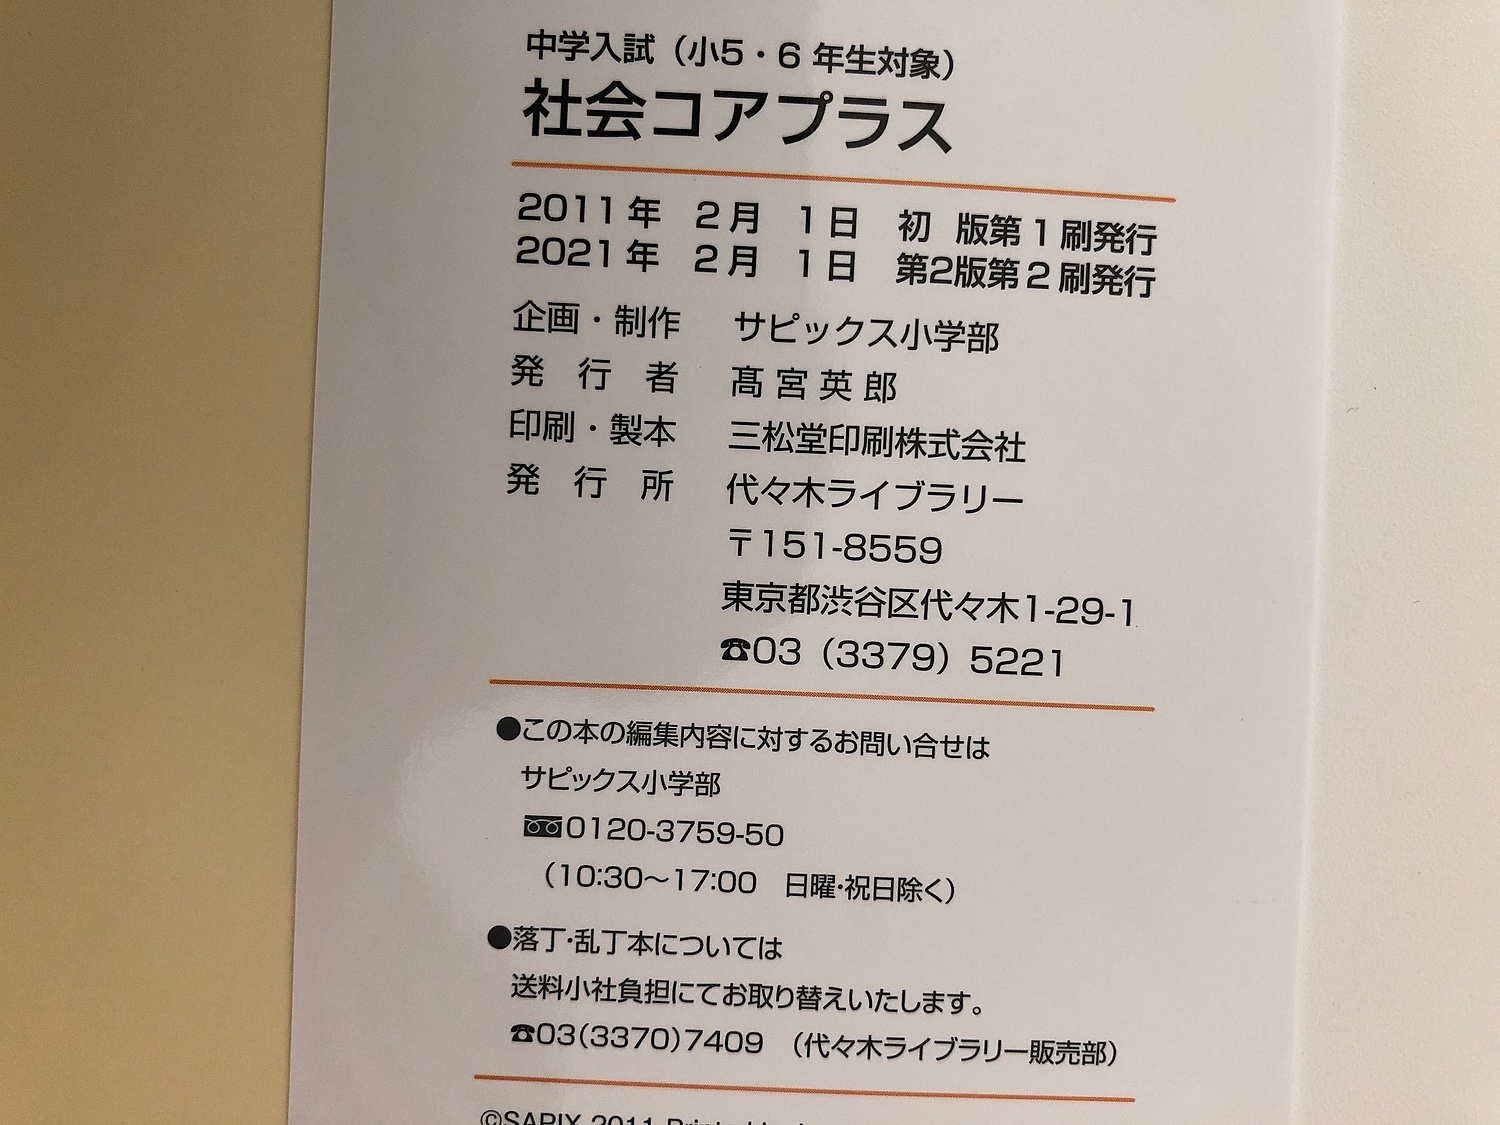 中学入試（小5・6 年生対象）
社会コアプラス
2011年 2月 1日 初 版第1刷発行
2021年 2月 1日 第2版第2刷発行
企画・制作 サピックス小学部
発 行 者 髙宮英郎
印刷・製本 三松堂印刷株式会社
発 行 所 代々木ライブラリー
〒151-8559
東京都渋谷区代々木1-29-1
☎03（3379）5221
●この本の編集内容に対するお問い合せは
サピックス小学部
0120-3759-50
（10:30～17:00 日曜・祝日除く）
●落丁・乱丁本については
送料小社負担にてお取り替えいたします。
☎03(3370)7409 （代々木ライブラリー販売部）
©SAPIX 2011 Printed